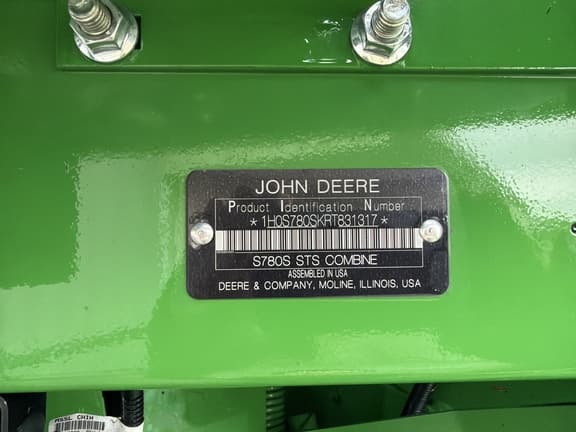 JOHN DEERE
Product Identification Number
*1H0S780SKRT831317*
S780S STS COMBINE
ASSEMBLED IN USA
DEERE & COMPANY, MOLINE, ILLINOIS, USA